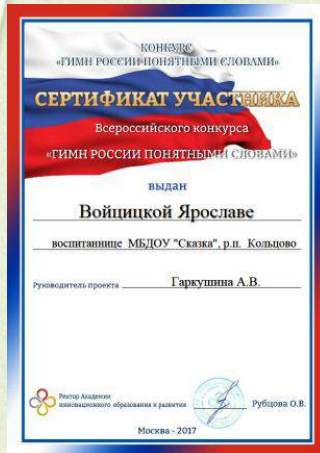 КОНКУРС
«ГИМН РОССИИ ПОНЯТНЫМИ СЛОВАМИ»
СЕРТИФИКАТ УЧАСТНИКА
Всероссийского конкурса
«ГИМН РОССИИ ПОНЯТНЫМИ СЛОВАМИ»
выдан
Войцицкой Ярославе
воспитаннице МБДОУ "Сказка", р.п. Кольцово
Руководитель проекта Гаркушина А.В.
Ректор Академии
инновационного образования и развития Рубцова О.В.
Москва - 2017